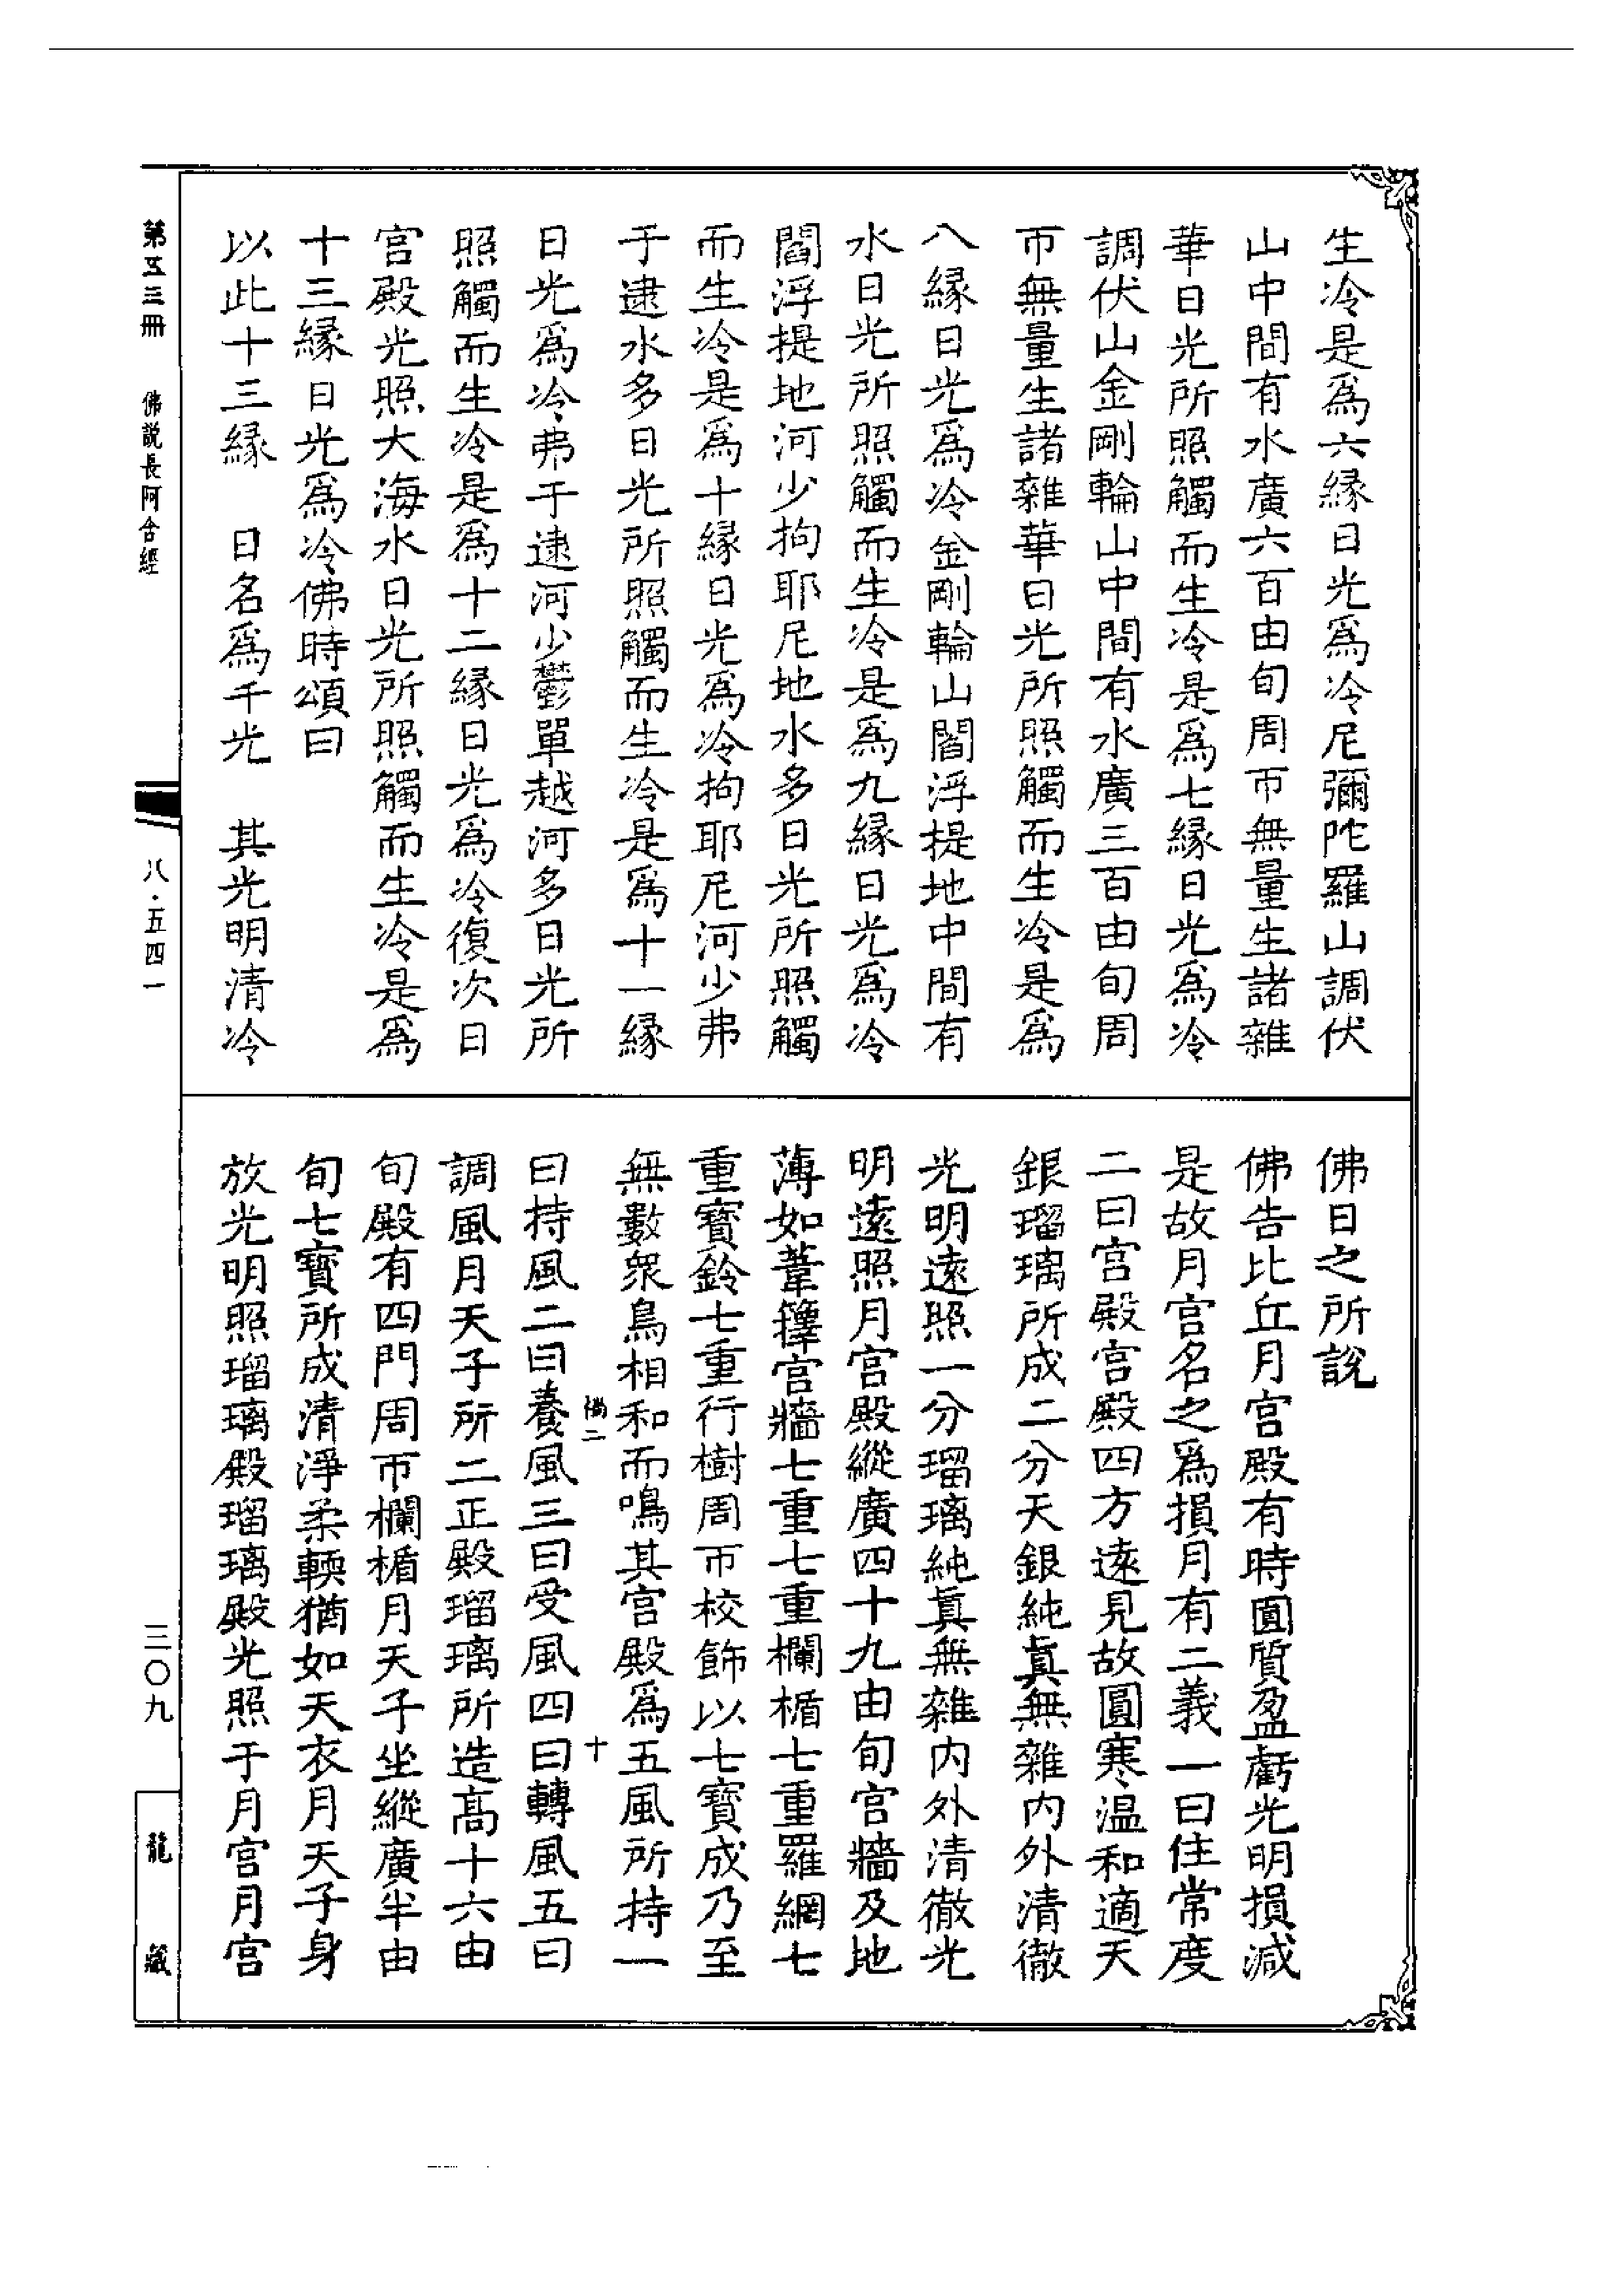 生冷是爲六緣日光爲冷尼彌陀羅山調伏
山中間有水廣六百由旬周帀無量生諸雜
華日光所照觸而生冷是爲七緣日光爲冷
調伏山金剛輪山中間有水廣三百由旬周
帀無量生諸雜華日光所照觸而生冷是爲
八緣日光爲冷金剛輪山閻浮提地中間有
水日光所照觸而生冷是爲九緣日光爲冷
閻浮提地河少拘耶尼地水多日光所照觸
而生冷是爲十緣日光爲冷拘耶尼河少弗
于逮水多日光所照觸而生冷是爲十一緣
日光爲冷弗于逮河少鬱單越河多日光所
照觸而生冷是爲十二緣日光爲冷復次日
宮殿光照大海水日光所照觸而生冷是爲
十三緣日光爲冷佛時頌曰
以此十三緣　日名爲千光　其光明清冷
佛日之所說
佛告比丘月宮殿有時圓質盈虧光明損減
是故月宮名之爲損月有二義一曰住常度
二曰宮殿宮殿四方遠見故圓寒溫和適天
銀瑠璃所成二分天銀純眞無雜內外清徹
光明遠照一分瑠璃純眞無雜內外清徹光
明遠照月宮殿縱廣四十九由旬宮牆及地
薄如葦籜宮牆七重七重欄楯七重羅網七
重寶鈴七重行樹周帀校飾以七寶成乃至
無數衆鳥相和而鳴其宮殿爲五風所持一
二
十
曰持風二曰養風三曰受風四曰轉風五曰
調風月天子所二正殿瑠璃所造高十六由
旬殿有四門周帀欄楯月天子坐縱廣半由
旬七寶所成清淨柔輭猶如天衣月天子身
放光明照瑠璃殿瑠璃殿光照于月宮月宮
第五三冊　佛說長阿含經
八·五四一
三〇九
龍藏